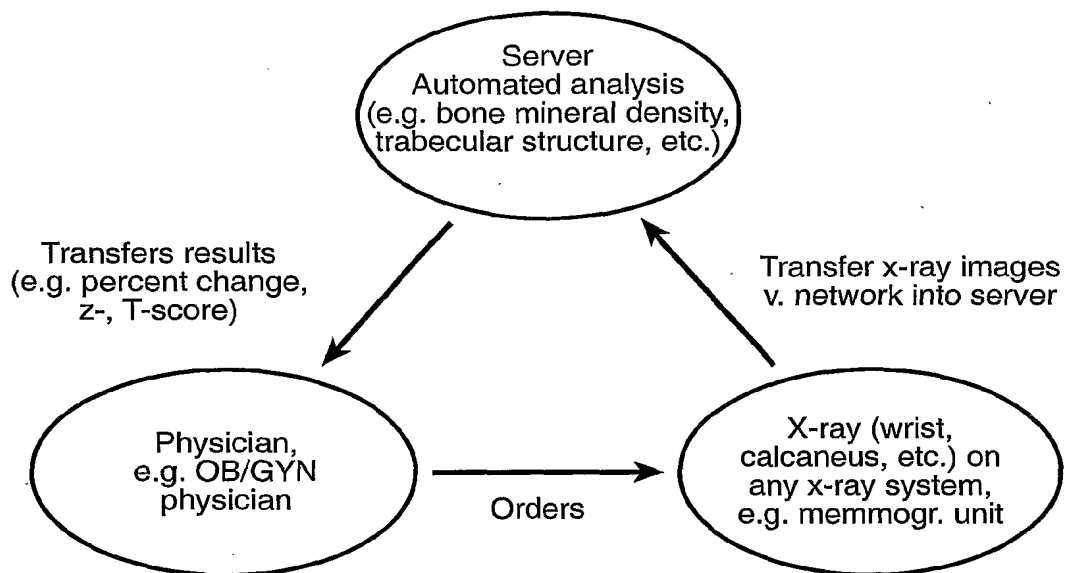 Server
Automated analysis
(e.g. bone mineral density,
trabecular structure, etc.)
Transfers results
(e.g. percent change,
z-, T-score)
Transfer x-ray images
v. network into server
Physician,
e.g. OB/GYN
physician
Orders
X-ray (wrist,
calcaneus, etc.) on
any x-ray system,
e.g. memmogr. unit